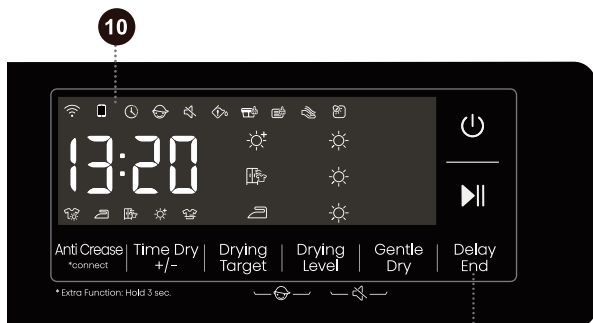 10
13:20
Anti Crease | Time Dry | Drying | Drying | Gentle | Delay
*connect +/- Target Level Dry End
* Extra Function: Hold 3 sec.